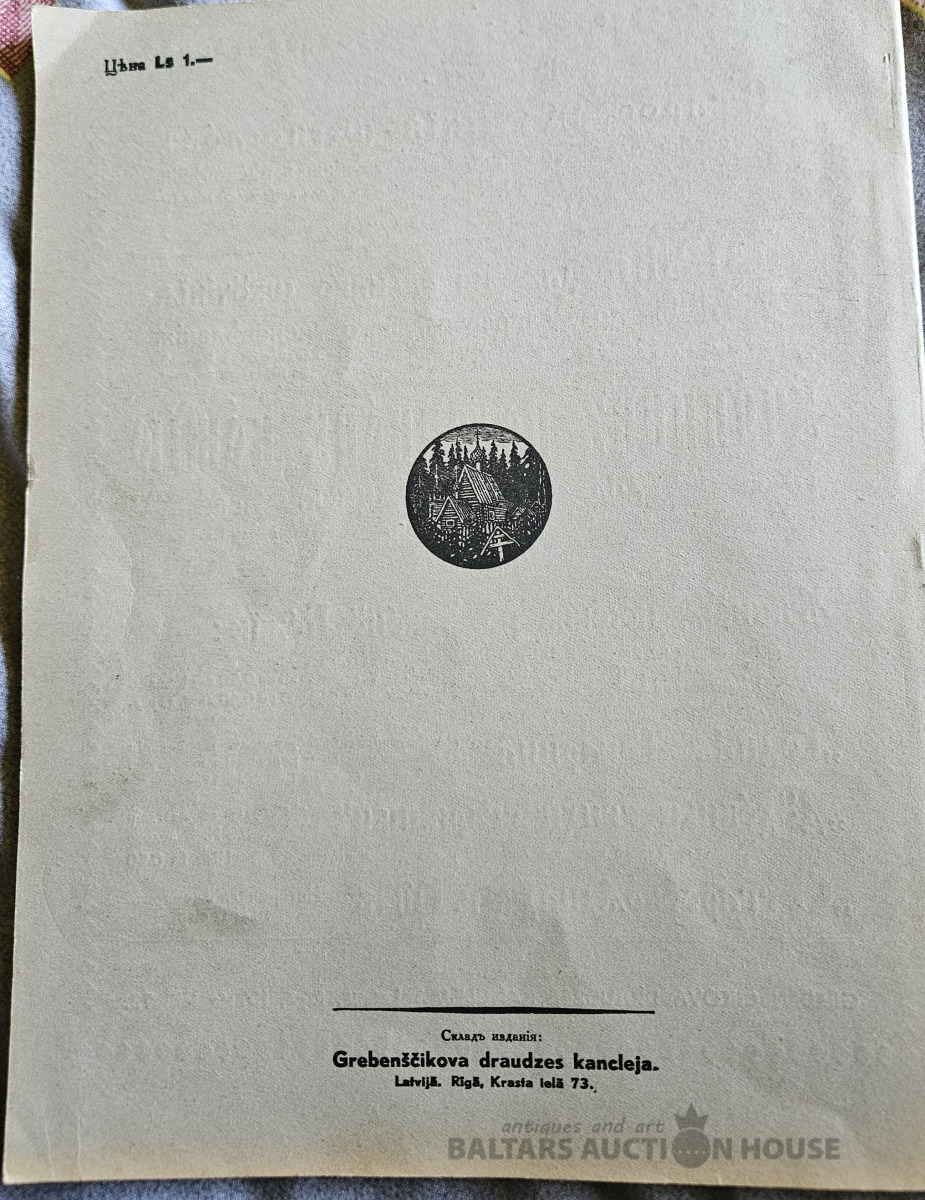 Цѣна Ls 1.—
Складъ изданія:
Grebenščikova draudzes kancleja.
Latvijā. Rīgā, Krasta ielā 73.
antiques and art
BALTARS AUCTION HOUSE